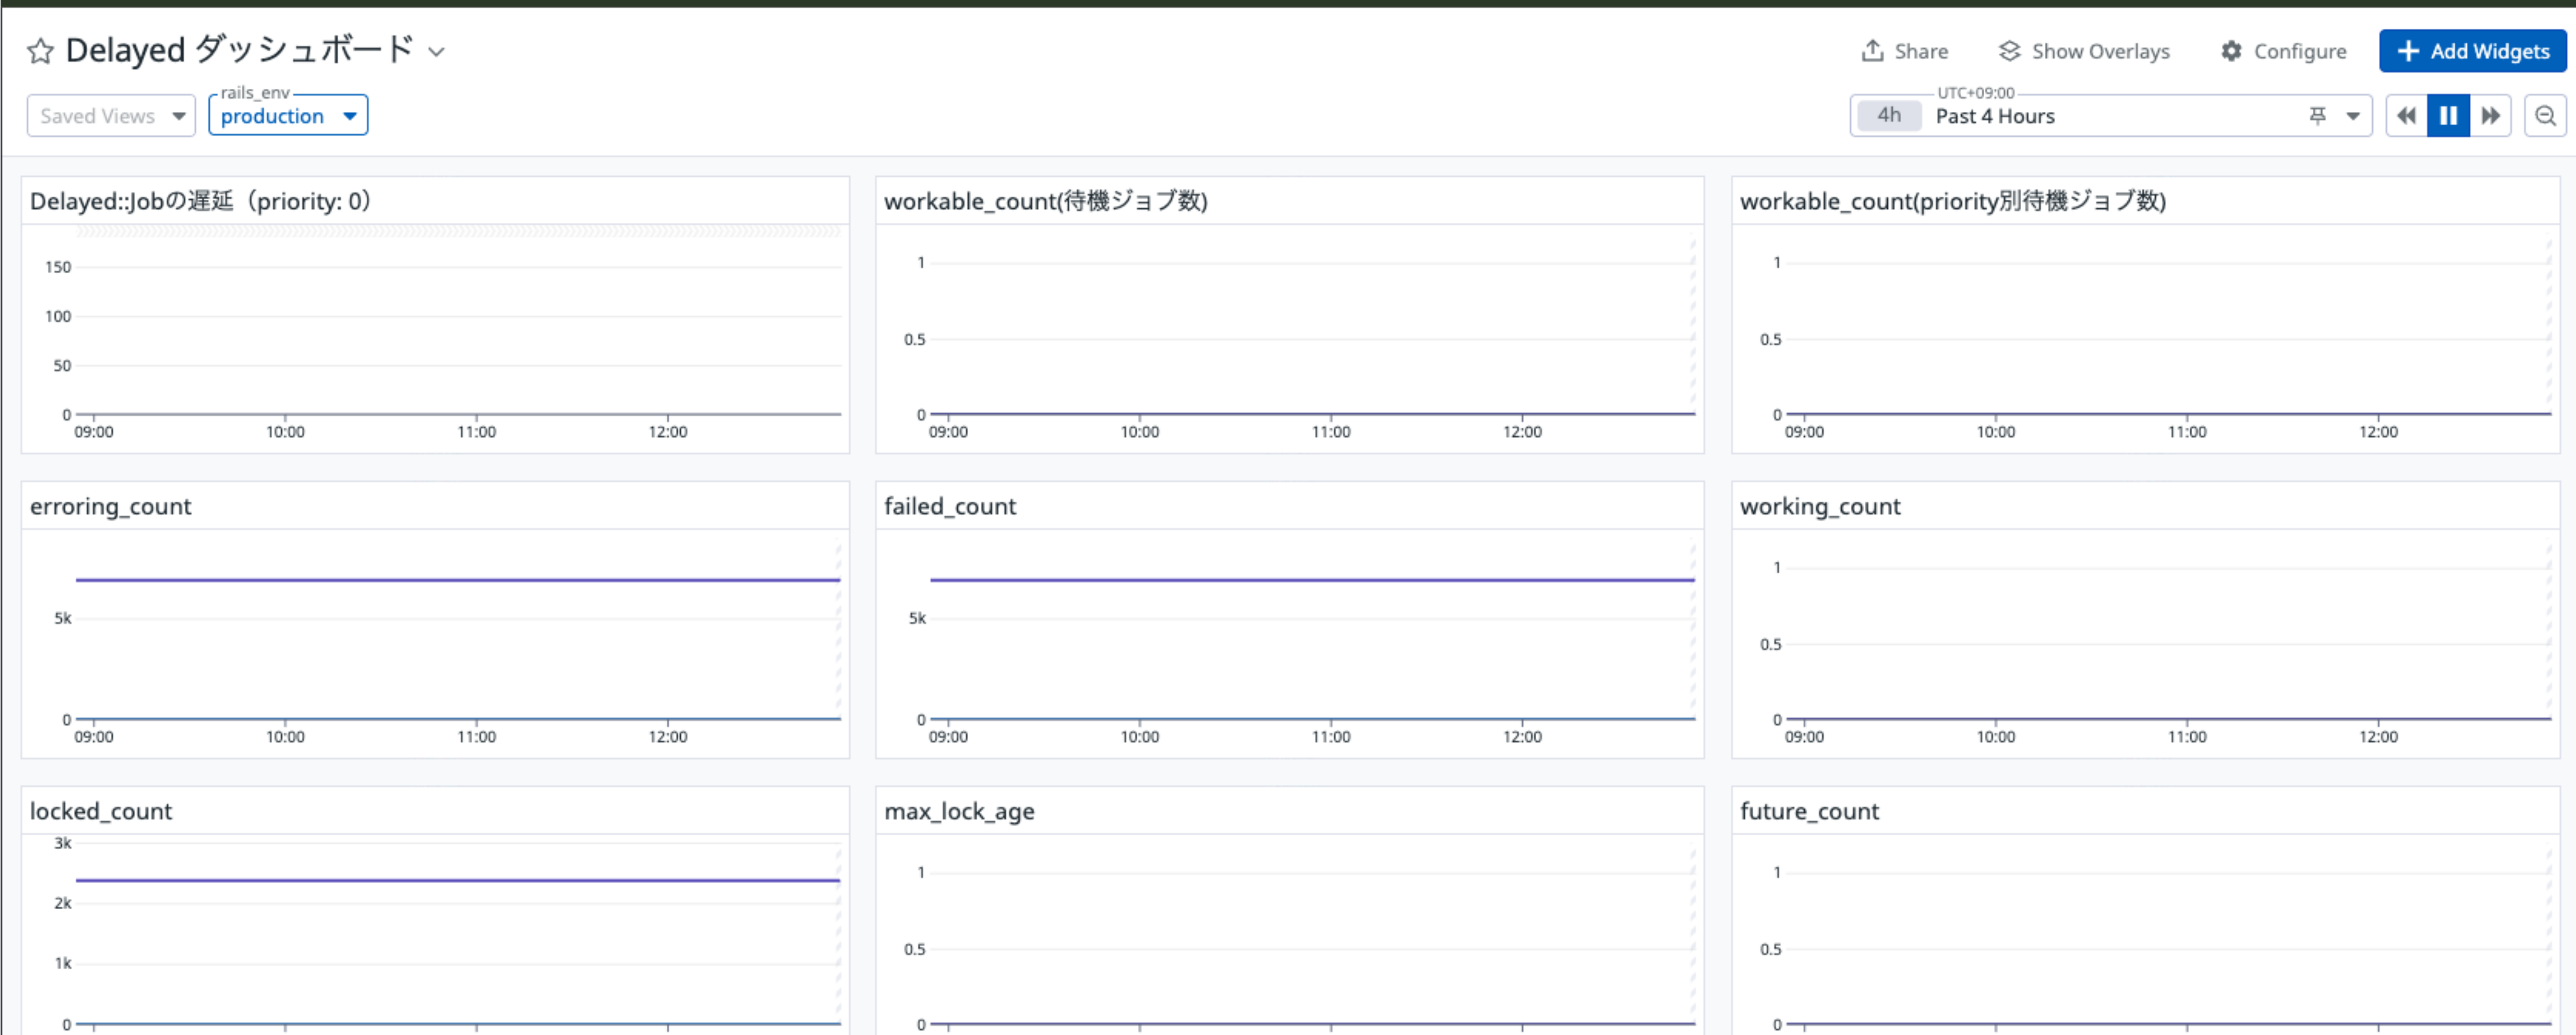 Delayed ダッシュボード
Share
Show Overlays
Configure
Add Widgets
Saved Views
rails_env
production
UTC+09:00
4h
Past 4 Hours
Delayed::Jobの遅延（priority: 0）
150
100
50
0
09:00 10:00 11:00 12:00
workable_count(待機ジョブ数)
1
0.5
0
09:00 10:00 11:00 12:00
workable_count(priority別待機ジョブ数)
1
0.5
0
09:00 10:00 11:00 12:00
erroring_count
5k
0
09:00 10:00 11:00 12:00
failed_count
5k
0
09:00 10:00 11:00 12:00
working_count
1
0.5
0
09:00 10:00 11:00 12:00
locked_count
3k
2k
1k
0
max_lock_age
1
0.5
0
future_count
1
0.5
0